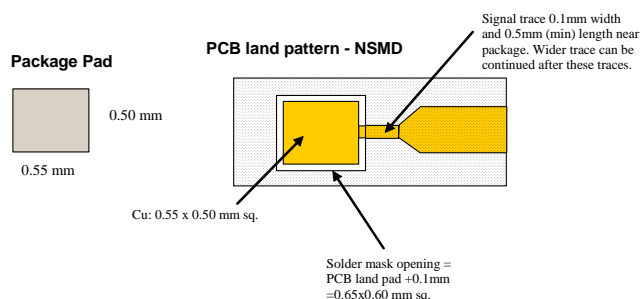 Signal trace 0.1mm width
and 0.5mm (min) length near
package. Wider trace can be
continued after these traces.
PCB land pattern - NSMD
Package Pad
0.50 mm
0.55 mm
Cu: 0.55 x 0.50 mm sq.
Solder mask opening =
PCB land pad +0.1mm
=0.65x0.60 mm sq.